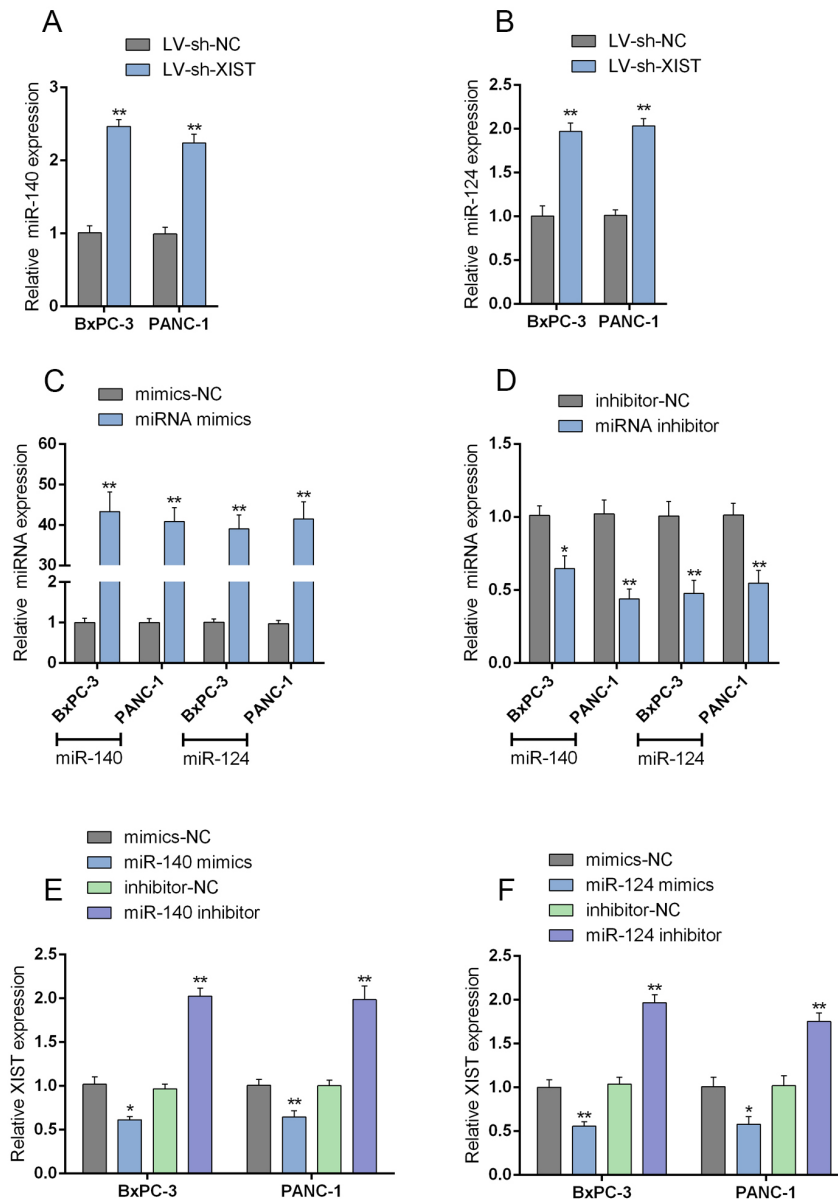 A
LV-sh-NC
LV-sh-XIST
Relative miR-140 expression
3
2
1
0
**
**
BxPC-3
PANC-1
B
LV-sh-NC
LV-sh-XIST
Relative miR-124 expression
2.5
2.0
1.5
1.0
0.5
0.0
**
**
BxPC-3
PANC-1
C
mimics-NC
miRNA mimics
Relative miRNA expression
60
50
40
30
2
1
0
**
**
**
**
BxPC-3
PANC-1
BxPC-3
PANC-1
miR-140
miR-124
D
inhibitor-NC
miRNA inhibitor
Relative miRNA expression
1.5
1.0
0.5
0.0
*
**
**
**
BxPC-3
PANC-1
BxPC-3
PANC-1
miR-140
miR-124
E
mimics-NC
miR-140 mimics
inhibitor-NC
miR-140 inhibitor
Relative XIST expression
2.5
2.0
1.5
1.0
0.5
0.0
*
**
**
**
BxPC-3
PANC-1
F
mimics-NC
miR-124 mimics
inhibitor-NC
miR-124 inhibitor
Relative XIST expression
2.5
2.0
1.5
1.0
0.5
0.0
**
**
*
**
BxPC-3
PANC-1